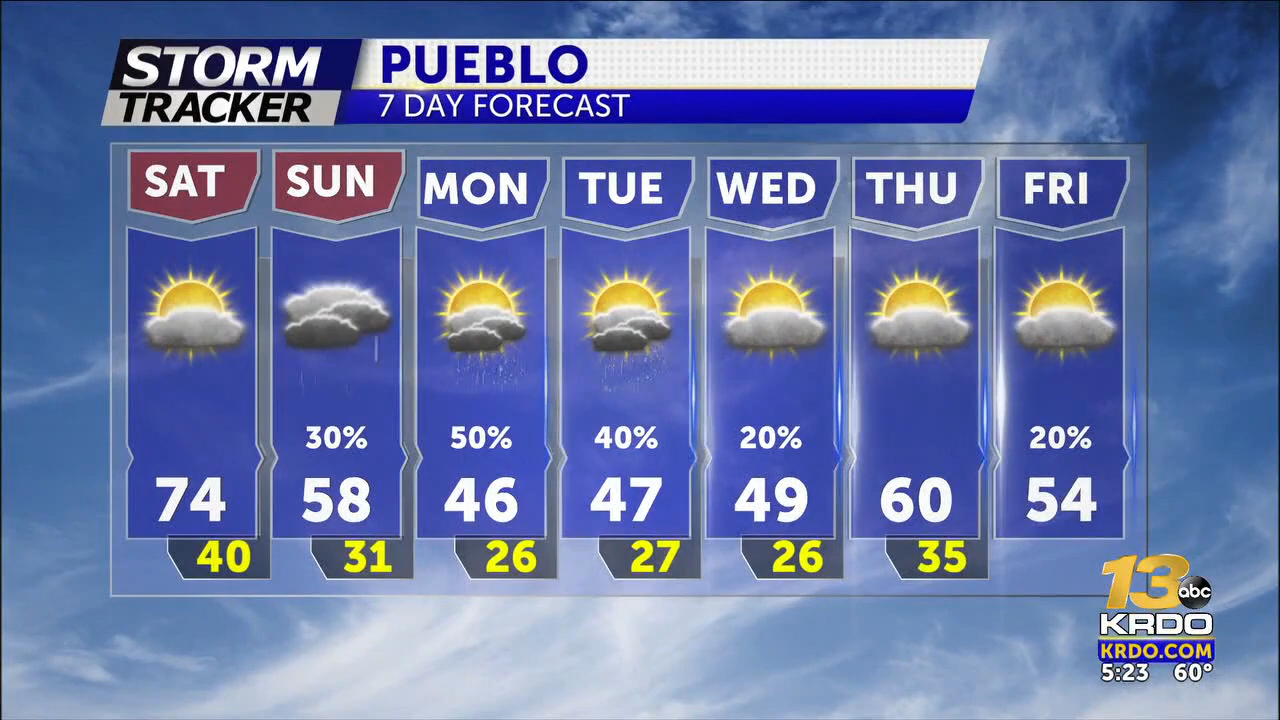 STORM
TRACKER
PUEBLO
7 DAY FORECAST
SAT SUN MON TUE WED THU FRI
30% 50% 40% 20% 20%
74 58 46 47 49 60 54
40 31 26 27 26 35
13 abc
KRDO
KRDO.COM
5:23 60°